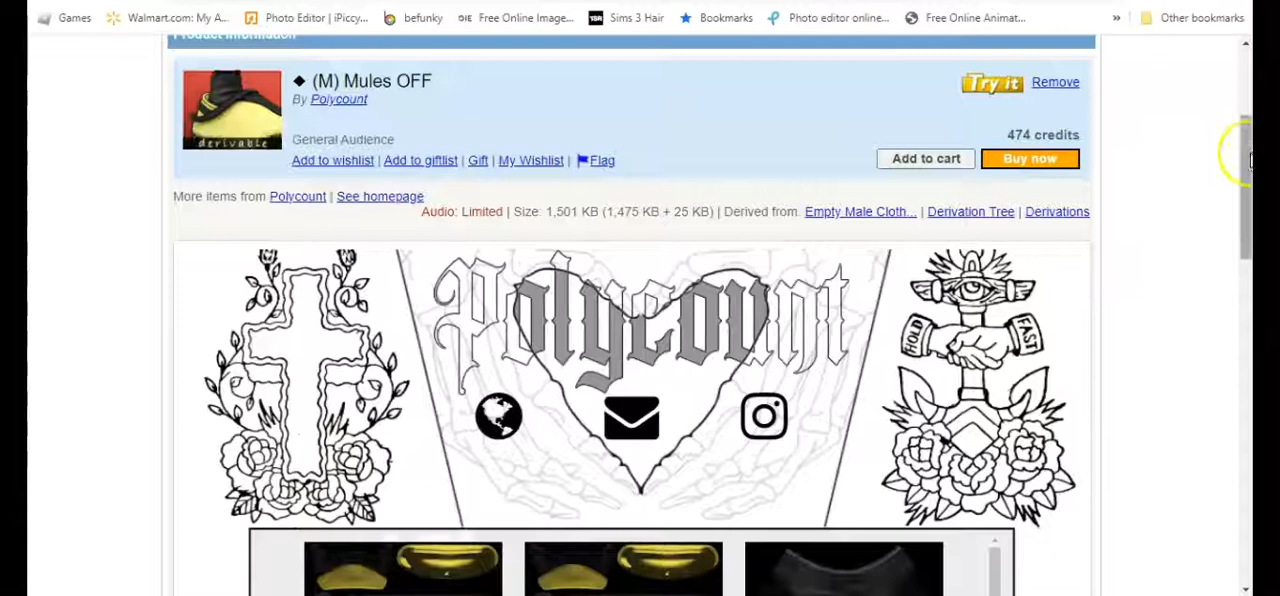 Games Walmart.com: My A... Photo Editor | iPiccy... befunky Free Online Image... TSR Sims 3 Hair Bookmarks Photo editor online... Free Online Animat... » Other bookmarks
Product Information
◆ (M) Mules OFF
By Polycount
derivable
Try it Remove
General Audience
474 credits
Add to wishlist | Add to giftlist | Gift | My Wishlist | Flag
Add to cart Buy now
More items from Polycount | See homepage
Audio: Limited | Size: 1,501 KB (1,475 KB + 25 KB) | Derived from: Empty Male Cloth... | Derivation Tree | Derivations
Polycount
HOLD FAST